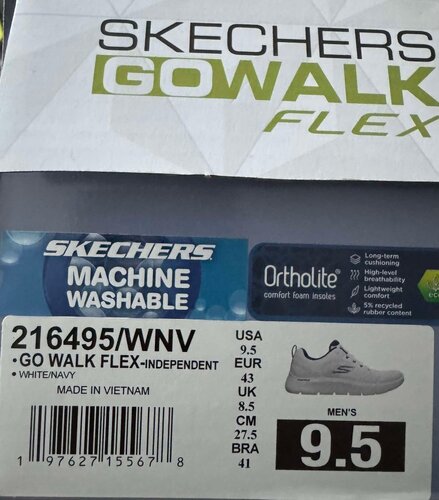 SKECHERS
GOWALK
FLEX
SKECHERS
MACHINE
WASHABLE
Ortholite®
comfort foam insoles
Long-term
cushioning
High-level
breathability
Lightweight
comfort
5% recycled
rubber content
216495/WNV
•GO WALK FLEX-INDEPENDENT
• WHITE/NAVY
MADE IN VIETNAM
1 97627 15567 8
USA
9.5
EUR
43
UK
8.5
CM
27.5
BRA
41
MEN'S
9.5